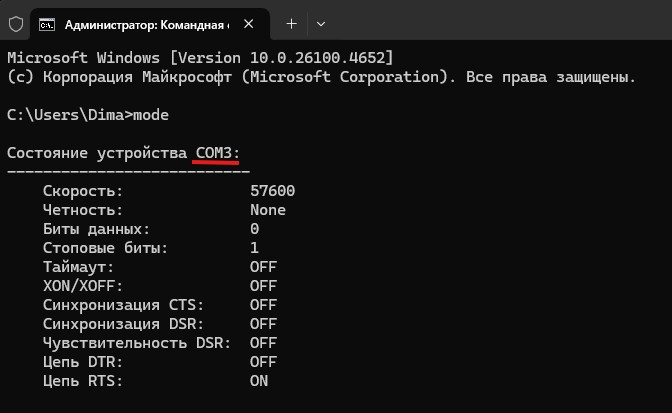 Администратор: Командная с
Microsoft Windows [Version 10.0.26100.4652]
(c) Корпорация Майкрософт (Microsoft Corporation). Все права защищены.
C:\Users\Dima>mode
Состояние устройства COM3:
---------------------------
Скорость: 57600
Четность: None
Биты данных: 0
Стоповые биты: 1
Таймаут: OFF
XON/XOFF: OFF
Синхронизация CTS: OFF
Синхронизация DSR: OFF
Чувствительность DSR: OFF
Цепь DTR: OFF
Цепь RTS: ON